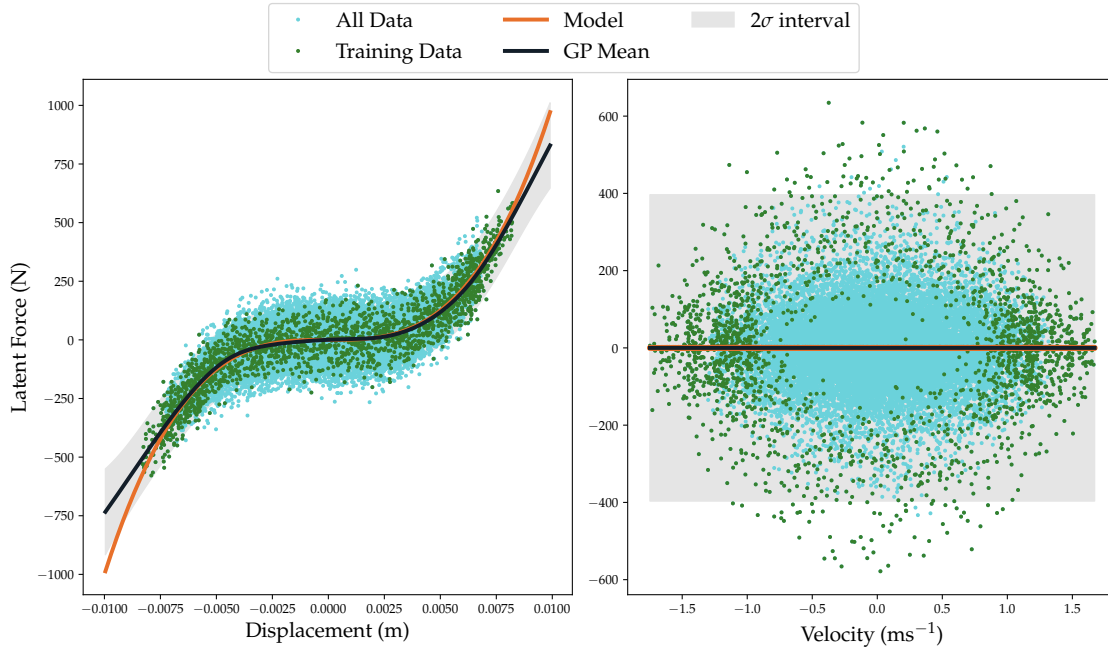 All Data Model 2σ interval
Training Data GP Mean
1000
750
500
250
0
−250
−500
−750
−1000
Latent Force (N)
−0.0100 −0.0075 −0.0050 −0.0025 0.0000 0.0025 0.0050 0.0075 0.0100
Displacement (m)
600
400
200
0
−200
−400
−600
−1.5 −1.0 −0.5 0.0 0.5 1.0 1.5
Velocity (ms⁻¹)